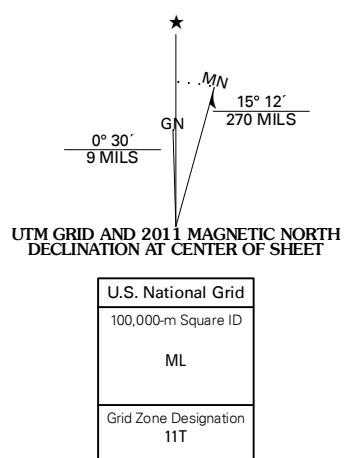 ★
MN
GN
15° 12´
270 MILS
0° 30´
9 MILS
UTM GRID AND 2011 MAGNETIC NORTH
DECLINATION AT CENTER OF SHEET
U.S. National Grid
100,000-m Square ID
ML
Grid Zone Designation
11T